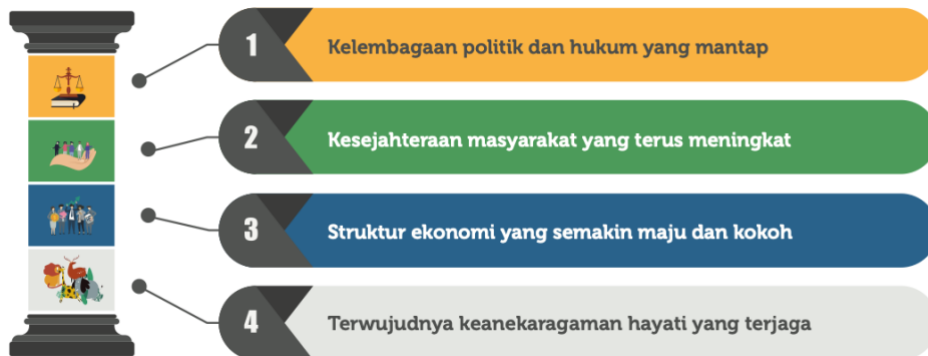 1
Kelembagaan politik dan hukum yang mantap
2
Kesejahteraan masyarakat yang terus meningkat
3
Struktur ekonomi yang semakin maju dan kokoh
4
Terwujudnya keanekaragaman hayati yang terjaga